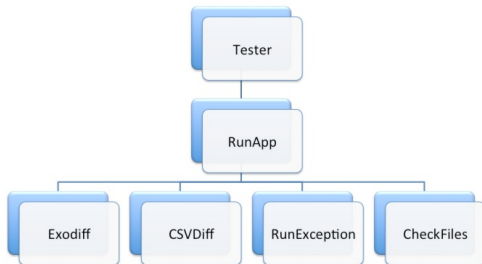 Tester
RunApp
Exodiff
CSVDiff
RunException
CheckFiles